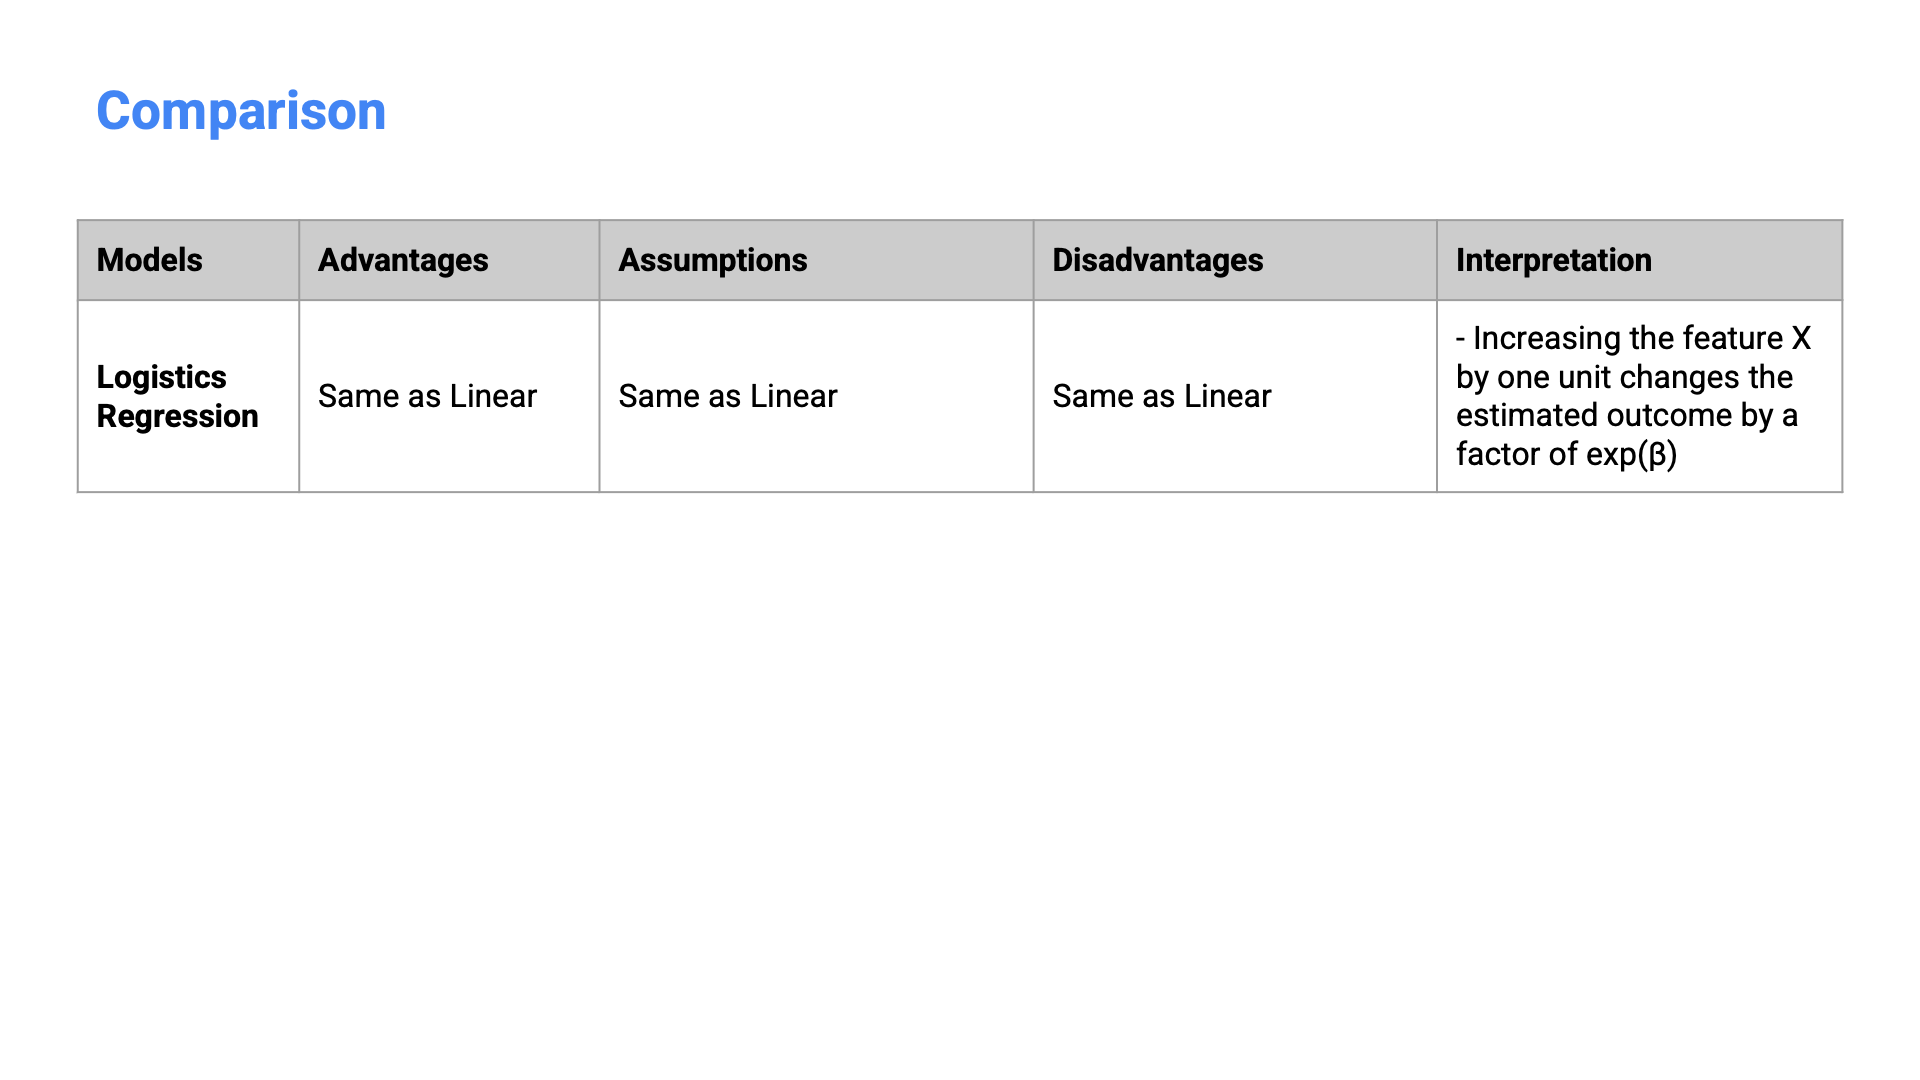 Comparison
Models
Advantages
Assumptions
Disadvantages
Interpretation
Logistics
Regression
Same as Linear
Same as Linear
Same as Linear
- Increasing the feature X
by one unit changes the
estimated outcome by a
factor of exp(β)